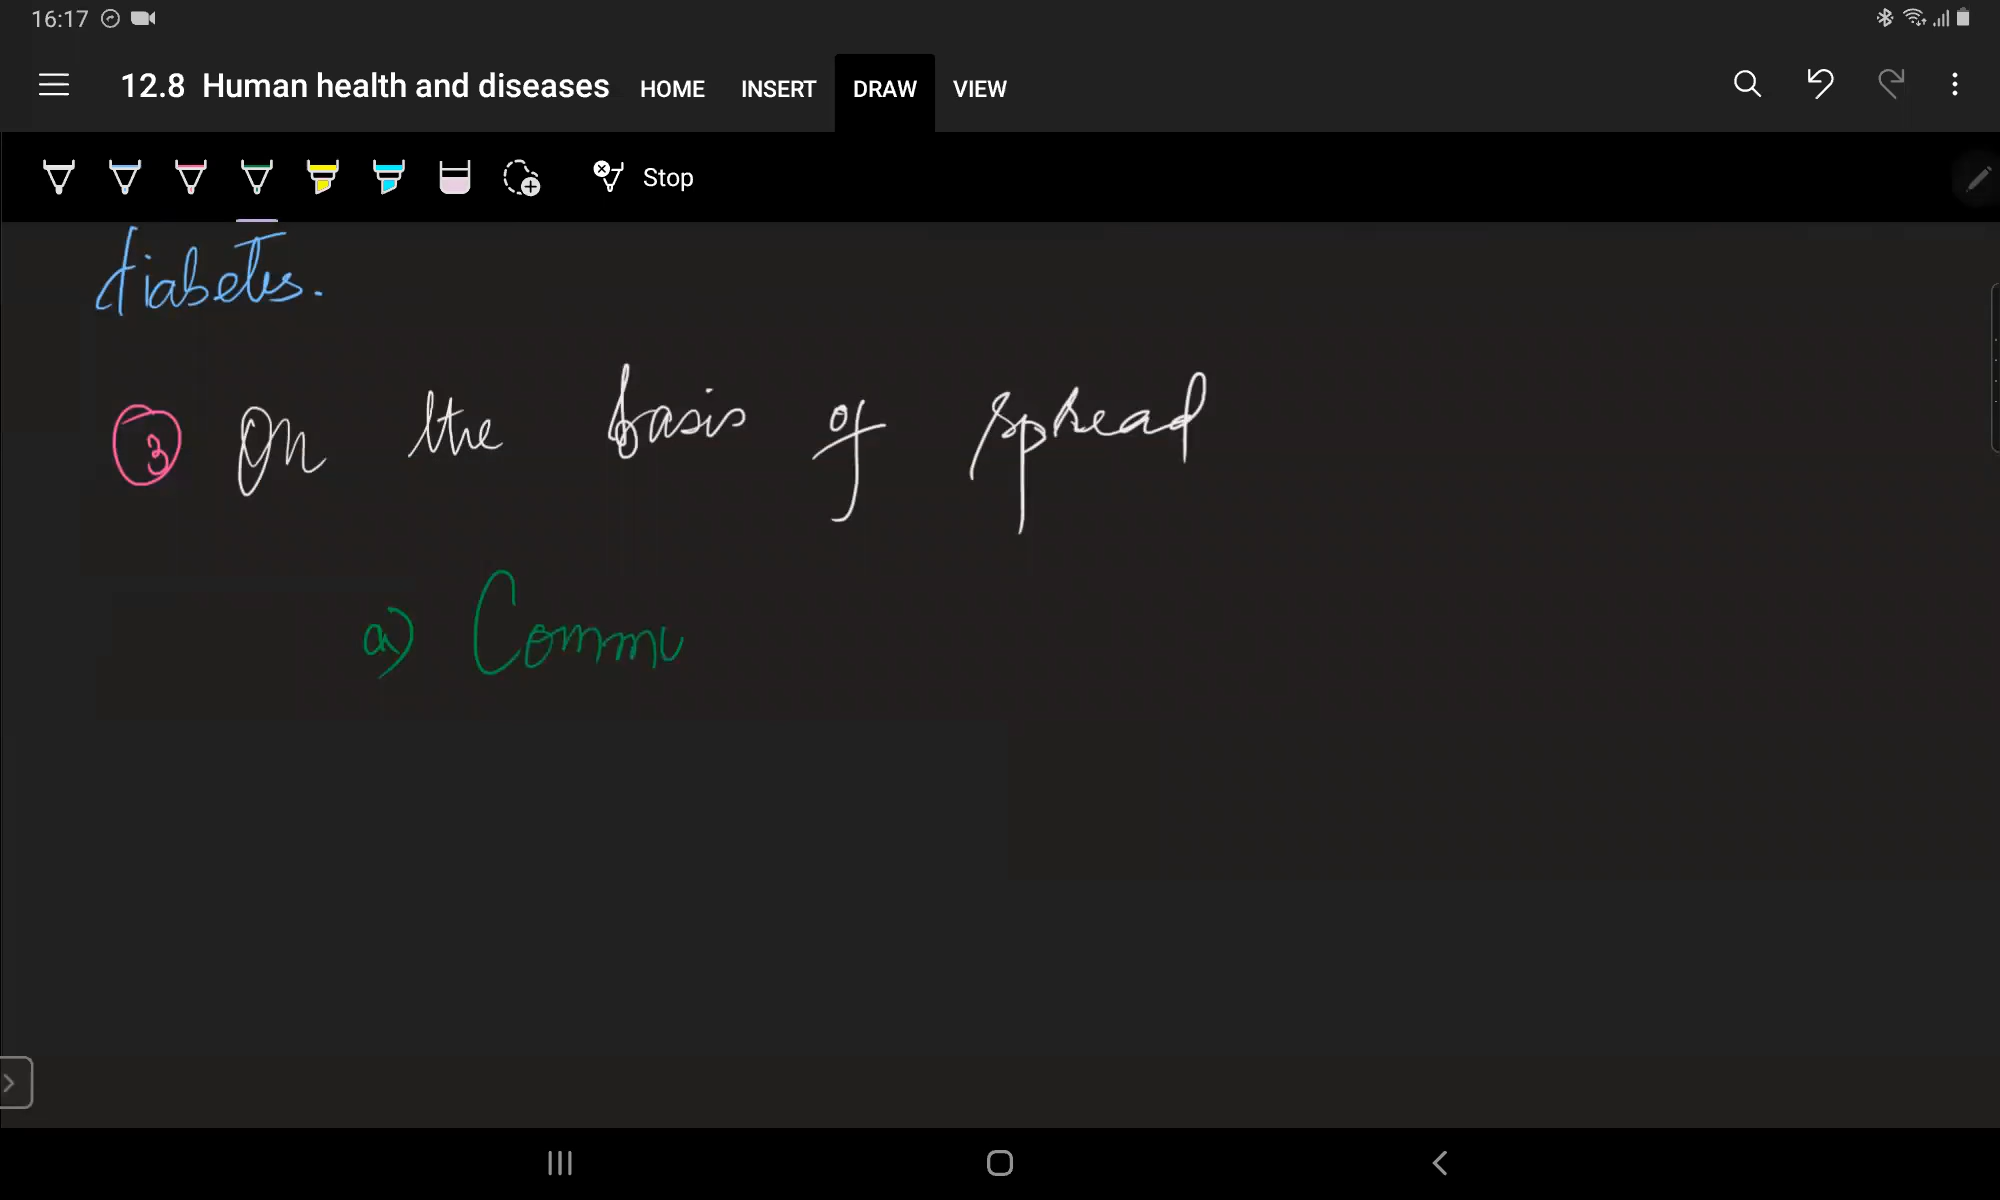 16:17
12.8 Human health and diseases HOME INSERT DRAW VIEW
Stop
diabetes.
3 On the basis of spread
a) Commu